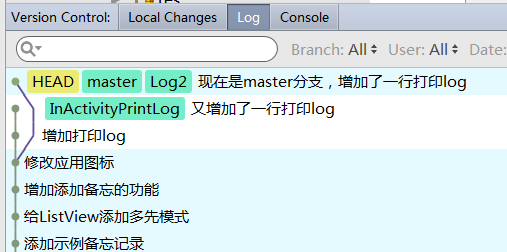 Version Control: Local Changes Log Console
Branch: All User: All Date:
HEAD master Log2 现在是master分支，增加了一行打印log
InActivityPrintLog 又增加了一行打印log
增加打印log
修改应用图标
增加添加备忘的功能
给ListView添加多先模式
添加示例备忘记录